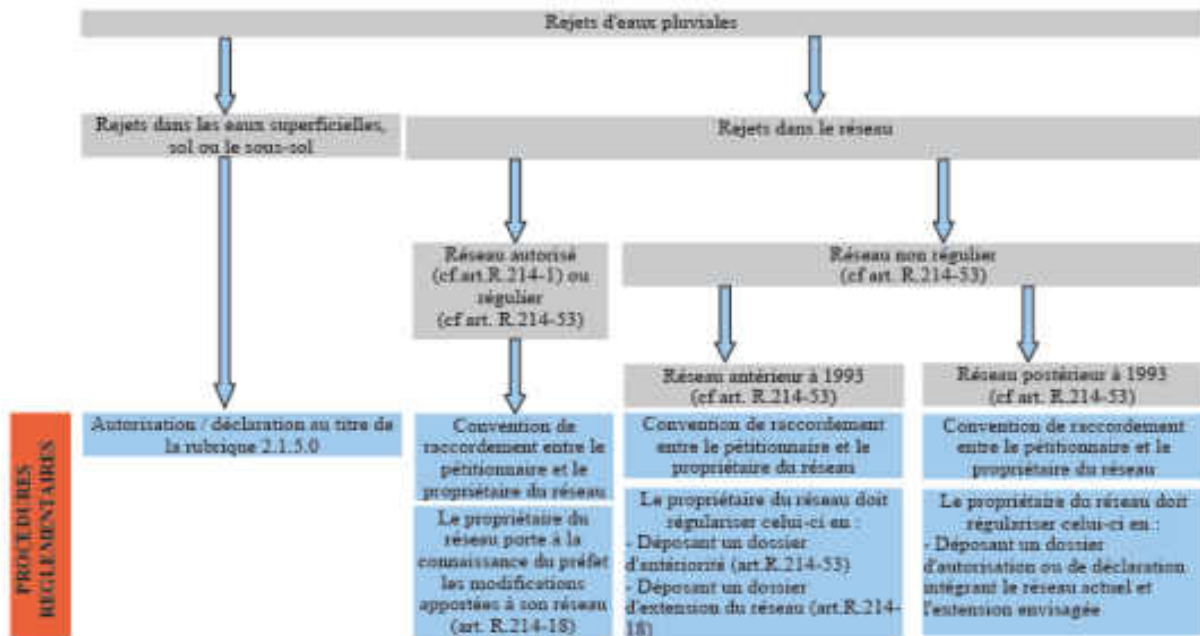 Rejets d'eaux pluviales
Rejets dans les eaux superficielles,
sol ou le sous-sol
Rejets dans le réseau
Réseau autorisé
(cf.art.R.214-1) ou
régulier
(cf art. R.214-53)
Réseau non régulier
(cf art. R.214-53)
Réseau antérieur à 1993
(cf art. R.214-53)
Réseau postérieur à 1993
(cf art. R.214-53)
PROCEDURES
REGLEMENTAIRES
Autorisation / déclaration au titre de
la rubrique 2.1.5.0
Convention de
raccordement entre le
pétitionnaire et le
propriétaire du réseau
Le propriétaire du
réseau porte à la
connaissance du préfet
les modifications
apportées à son réseau
(art. R.214-18)
Convention de raccordement
entre le pétitionnaire et le
propriétaire du réseau
Le propriétaire du réseau doit
régulariser celui-ci en :
- Déposant un dossier
d'antériorité (art.R.214-53)
- Déposant un dossier
d'extension du réseau (art.R.214-
18)
Convention de raccordement
entre le pétitionnaire et le
propriétaire du réseau
Le propriétaire du réseau doit
régulariser celui-ci en :
- Déposant un dossier
d'autorisation ou de déclaration
intégrant le réseau actuel et
l'extension envisagée